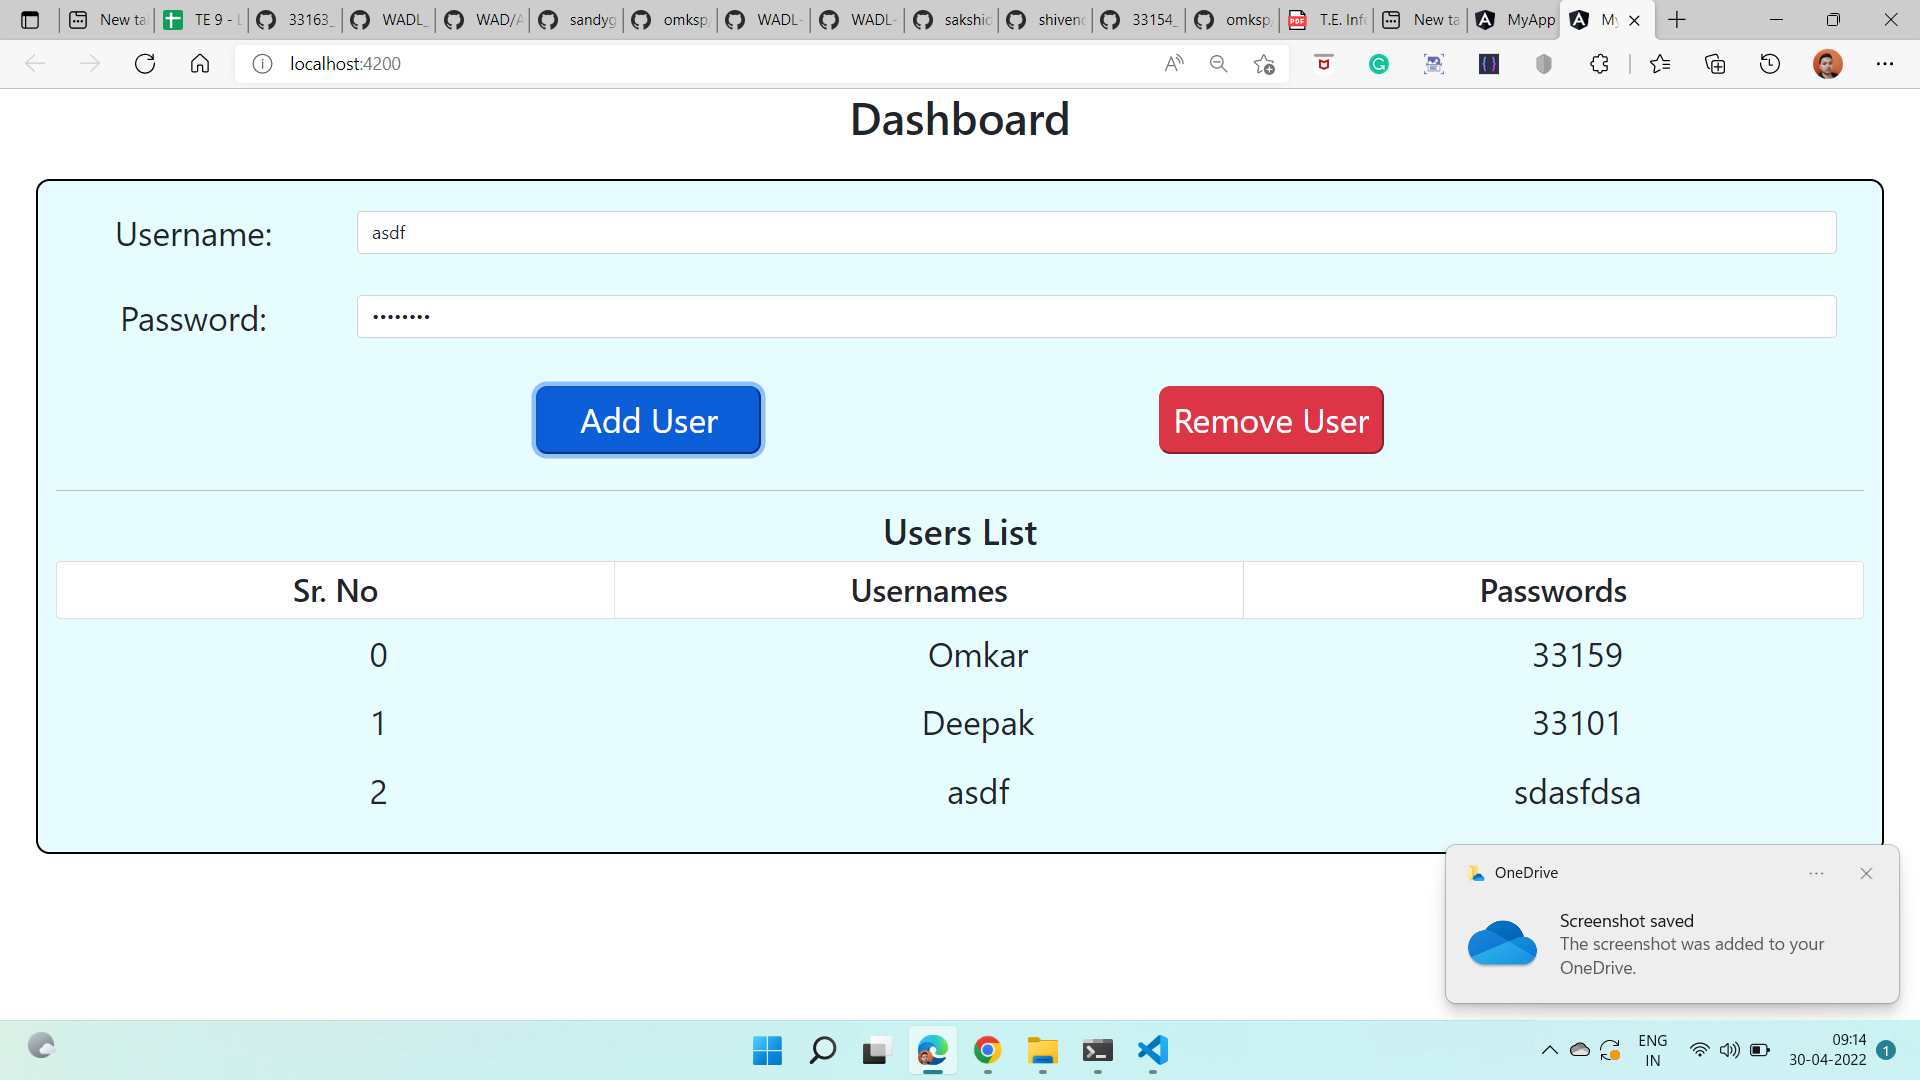 New ta
TE 9 - L
33163_
WADL_
WAD/A
sandyg
omksp/
WADL-
WADL-
sakshid
shivend
33154_
omksp/
T.E. Info
New ta
MyApp
My
localhost:4200
Dashboard
Username:
asdf
Password:
••••••••
Add User
Remove User
Users List
Sr. No Usernames Passwords
0 Omkar 33159
1 Deepak 33101
2 asdf sdasfdsa
OneDrive
Screenshot saved
The screenshot was added to your
OneDrive.
ENG
IN
09:14
30-04-2022
1